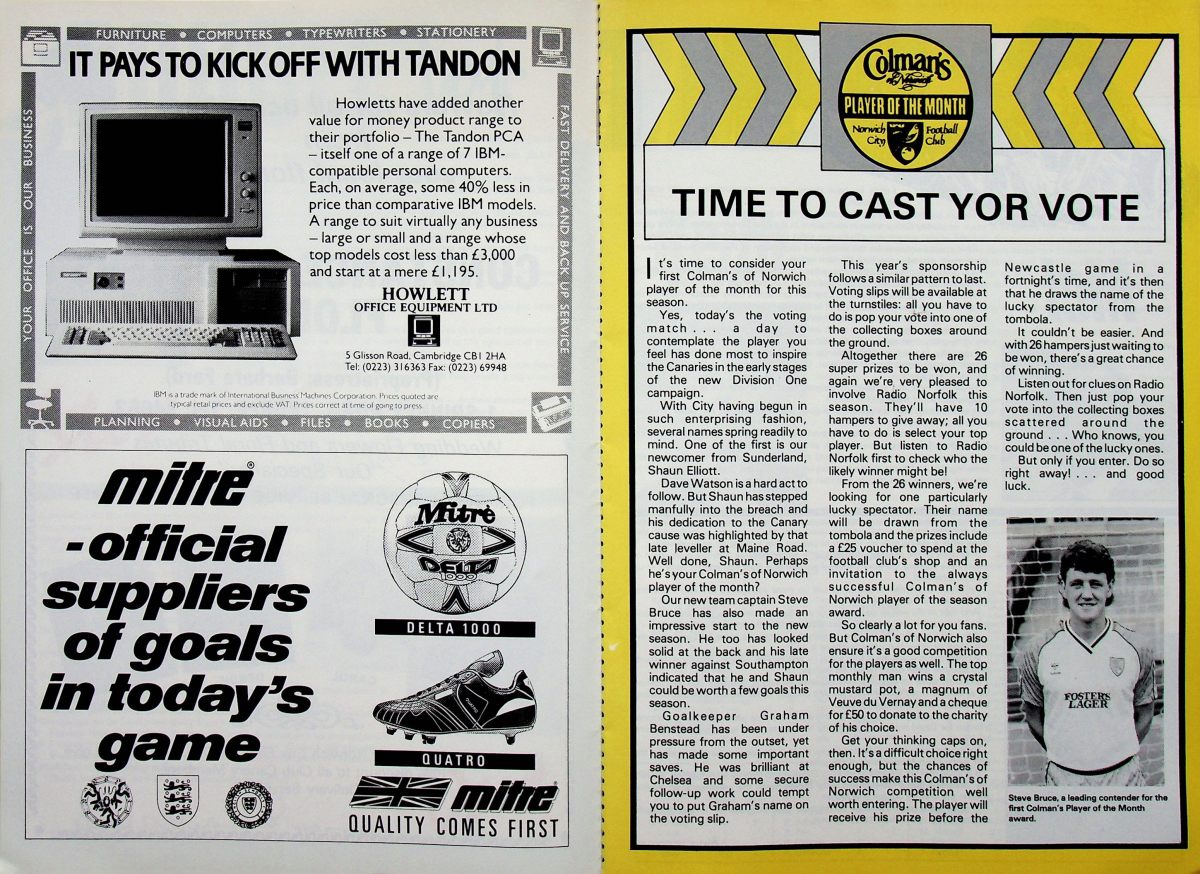 FURNITURE • COMPUTERS • TYPEWRITERS • STATIONERY
YOUR OFFICE IS OUR BUSINESS
FAST DELIVERY AND BACK UP SERVICE
IT PAYS TO KICK OFF WITH TANDON
Howletts have added another
value for money product range to
their portfolio – The Tandon PCA
– itself one of a range of 7 IBM-
compatible personal computers.
Each, on average, some 40% less in
price than comparative IBM models.
A range to suit virtually any business
– large or small and a range whose
top models cost less than £3,000
and start at a mere £1,195.
HOWLETT
OFFICE EQUIPMENT LTD
5 Glisson Road, Cambridge CB1 2HA
Tel: (0223) 316363 Fax: (0223) 69948
IBM is a trade mark of International Business Machines Corporation. Prices quoted are
typical retail prices and exclude VAT. Prices correct at time of going to press.
PLANNING • VISUAL AIDS • FILES • BOOKS • COPIERS
mitre®
- official
suppliers
of goals
in today's
game
Mitre
DELTA
1000
DELTA 1000
QUATRO
mitre
QUALITY COMES FIRST
Colman's
of Norwich
PLAYER OF THE MONTH
Norwich Football
City Club
TIME TO CAST YOR VOTE
It's time to consider your
first Colman's of Norwich
player of the month for this
season.
Yes, today's the voting
match . . . a day to
contemplate the player you
feel has done most to inspire
the Canaries in the early stages
of the new Division One
campaign.
With City having begun in
such enterprising fashion,
several names spring readily to
mind. One of the first is our
newcomer from Sunderland,
Shaun Elliott.
Dave Watson is a hard act to
follow. But Shaun has stepped
manfully into the breach and
his dedication to the Canary
cause was highlighted by that
late leveller at Maine Road.
Well done, Shaun. Perhaps
he's your Colman's of Norwich
player of the month?
Our new team captain Steve
Bruce has also made an
impressive start to the new
season. He too has looked
solid at the back and his late
winner against Southampton
indicated that he and Shaun
could be worth a few goals this
season.
Goalkeeper Graham
Benstead has been under
pressure from the outset, yet
has made some important
saves. He was brilliant at
Chelsea and some secure
follow-up work could tempt
you to put Graham's name on
the voting slip.
This year's sponsorship
follows a similar pattern to last.
Voting slips will be available at
the turnstiles: all you have to
do is pop your vote into one of
the collecting boxes around
the ground.
Altogether there are 26
super prizes to be won, and
again we're very pleased to
involve Radio Norfolk this
season. They'll have 10
hampers to give away; all you
have to do is select your top
player. But listen to Radio
Norfolk first to check who the
likely winner might be!
From the 26 winners, we're
looking for one particularly
lucky spectator. Their name
will be drawn from the
tombola and the prizes include
a £25 voucher to spend at the
football club's shop and an
invitation to the always
successful Colman's of
Norwich player of the season
award.
So clearly a lot for you fans.
But Colman's of Norwich also
ensure it's a good competition
for the players as well. The top
monthly man wins a crystal
mustard pot, a magnum of
Veuve du Vernay and a cheque
for £50 to donate to the charity
of his choice.
Get your thinking caps on,
then. It's a difficult choice right
enough, but the chances of
success make this Colman's of
Norwich competition well
worth entering. The player will
receive his prize before the
Newcastle game in a
fortnight's time, and it's then
that he draws the name of the
lucky spectator from the
tombola.
It couldn't be easier. And
with 26 hampers just waiting to
be won, there's a great chance
of winning.
Listen out for clues on Radio
Norfolk. Then just pop your
vote into the collecting boxes
scattered around the
ground . . . Who knows, you
could be one of the lucky ones.
But only if you enter. Do so
right away! . . . and good
luck.
FOSTERS
LAGER
Steve Bruce, a leading contender for the
first Colman's Player of the Month
award.